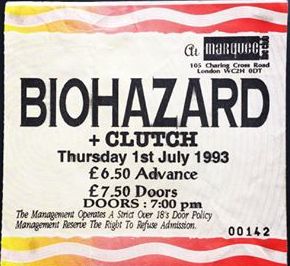 At MARQUEE
105 Charing Cross Road
London WC2H 0DT
BIOHAZARD
+ CLUTCH
Thursday 1st July 1993
£6.50 Advance
£7.50 Doors
DOORS : 7:00 pm
The Management Operates A Strict Over 18's Door Policy
Management Reserve The Right To Refuse Admission.
00142